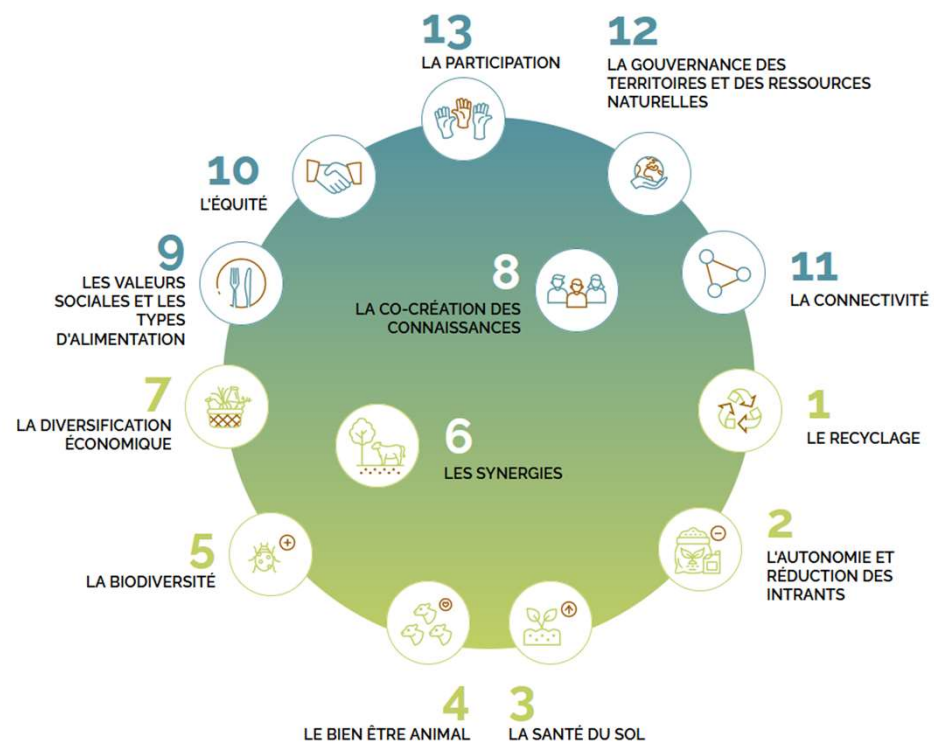 13
LA PARTICIPATION
12
LA GOUVERNANCE DES
TERRITOIRES ET DES RESSOURCES
NATURELLES
10
L'ÉQUITÉ
9
LES VALEURS
SOCIALES ET LES
TYPES
D'ALIMENTATION
8
LA CO-CRÉATION DES
CONNAISSANCES
11
LA CONNECTIVITÉ
7
LA DIVERSIFICATION
ÉCONOMIQUE
6
LES SYNERGIES
1
LE RECYCLAGE
5
LA BIODIVERSITÉ
2
L'AUTONOMIE ET
RÉDUCTION DES
INTRANTS
4
LE BIEN ÊTRE ANIMAL
3
LA SANTÉ DU SOL